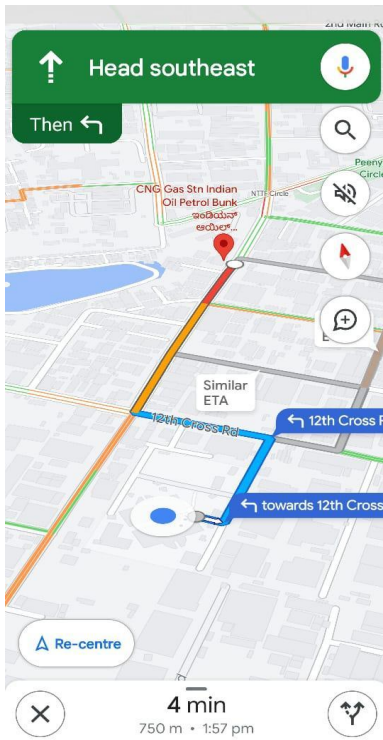 2nd Main R
Head southeast
Then
Peeny
Circle
CNG Gas Stn Indian
Oil Petrol Bunk
ಇಂಡಿಯನ್
ಆಯಿಲ್...
NTTF Circle
Similar
ETA
12th Cross R
12th Cross Rd
towards 12th Cross
Re-centre
4 min
750 m • 1:57 pm